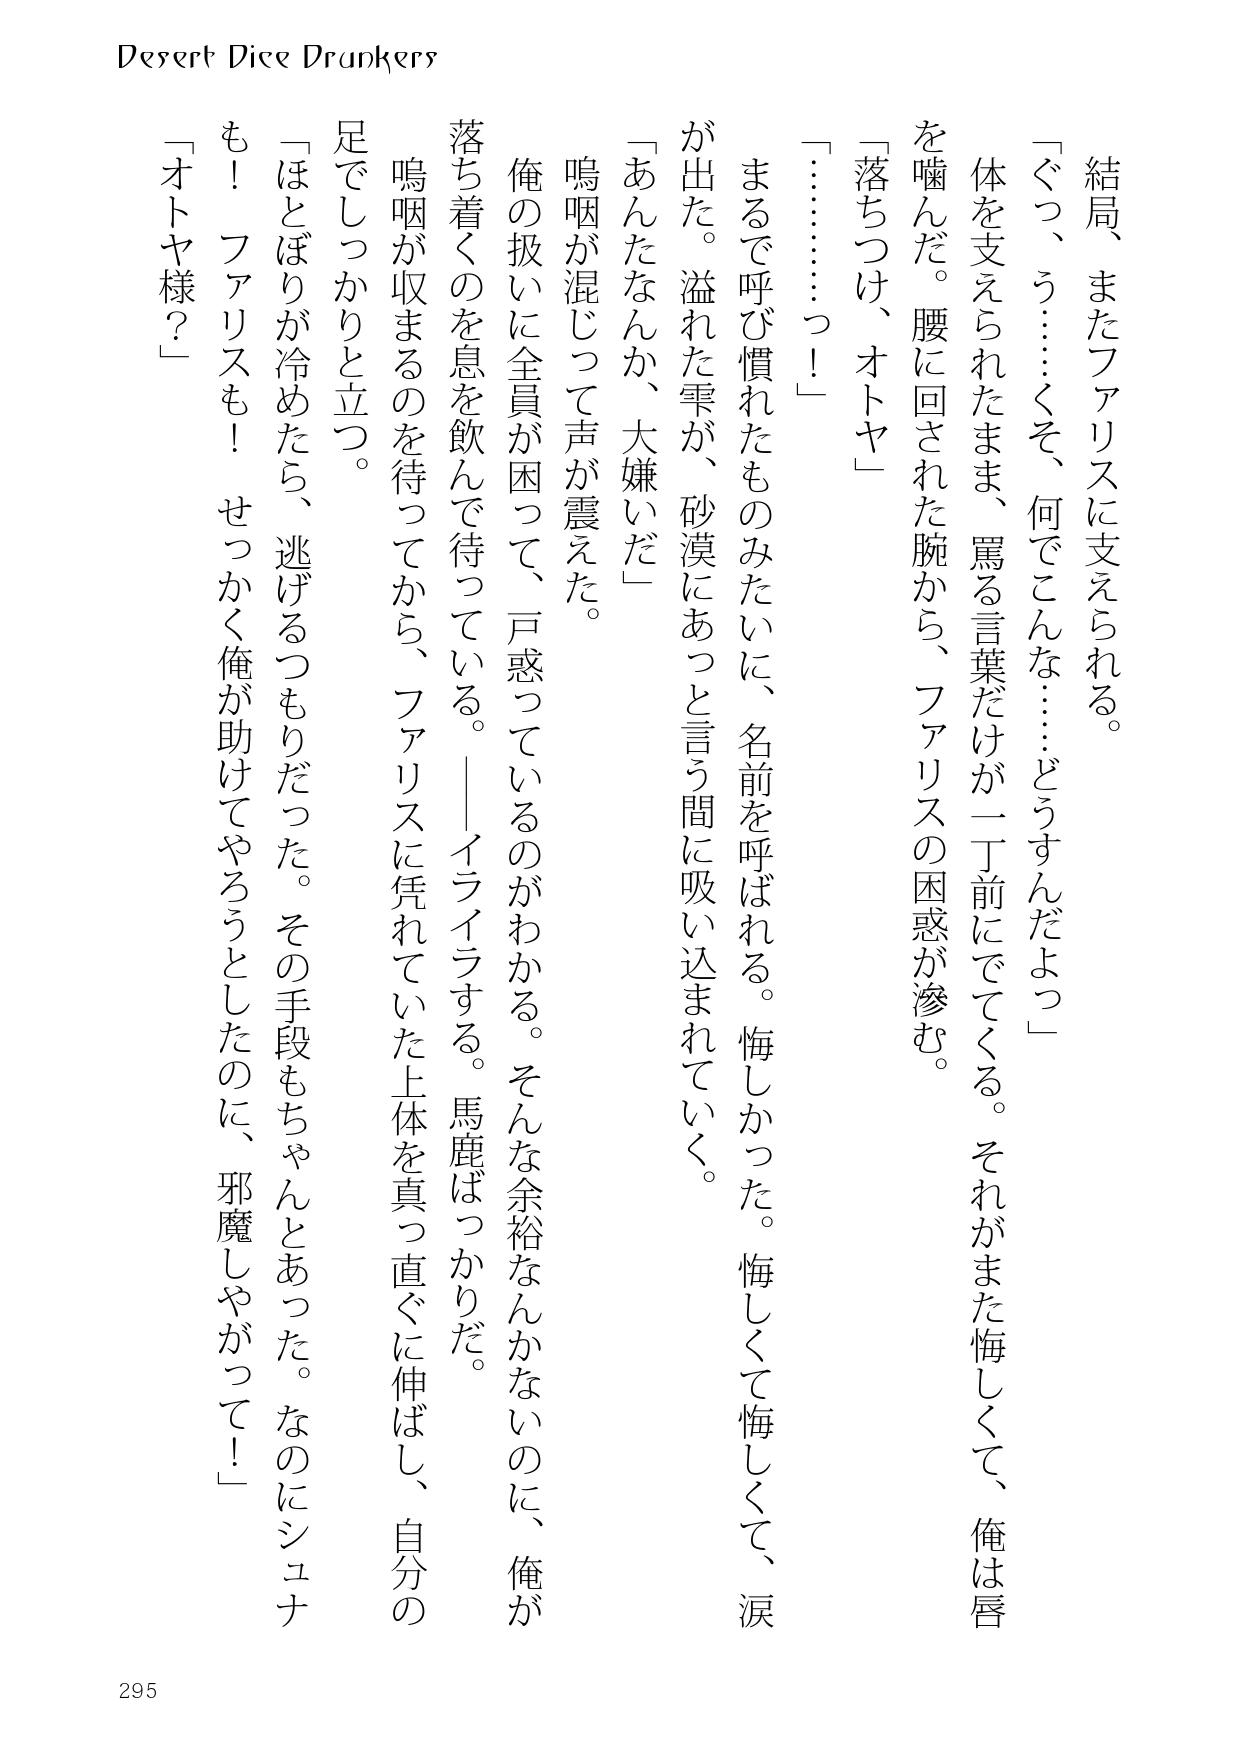 Desert Dice Drunkers
　結局、またファリスに支えられる。
「ぐっ、う……くそ、何でこんな……どうすんだよっ」
　体を支えられたまま、罵る言葉だけが一丁前にでてくる。それがまた悔しくて、俺は唇
を噛んだ。腰に回された腕から、ファリスの困惑が滲む。
「落ちつけ、オトヤ」
「…………っ！」
　まるで呼び慣れたものみたいに、名前を呼ばれる。悔しかった。悔しくて悔しくて、涙
が出た。溢れた雫が、砂漠にあっと言う間に吸い込まれていく。
「あんたなんか、大嫌いだ」
　嗚咽が混じって声が震えた。
　俺の扱いに全員が困って、戸惑っているのがわかる。そんな余裕なんかないのに、俺が
落ち着くのを息を飲んで待っている。――イライラする。馬鹿ばっかりだ。
　嗚咽が収まるのを待ってから、ファリスに凭れていた上体を真っ直ぐに伸ばし、自分の
足でしっかりと立つ。
「ほとぼりが冷めたら、逃げるつもりだった。その手段もちゃんとあった。なのにシュナ
も！　ファリスも！　せっかく俺が助けてやろうとしたのに、邪魔しやがって！」
「オトヤ様？」
295